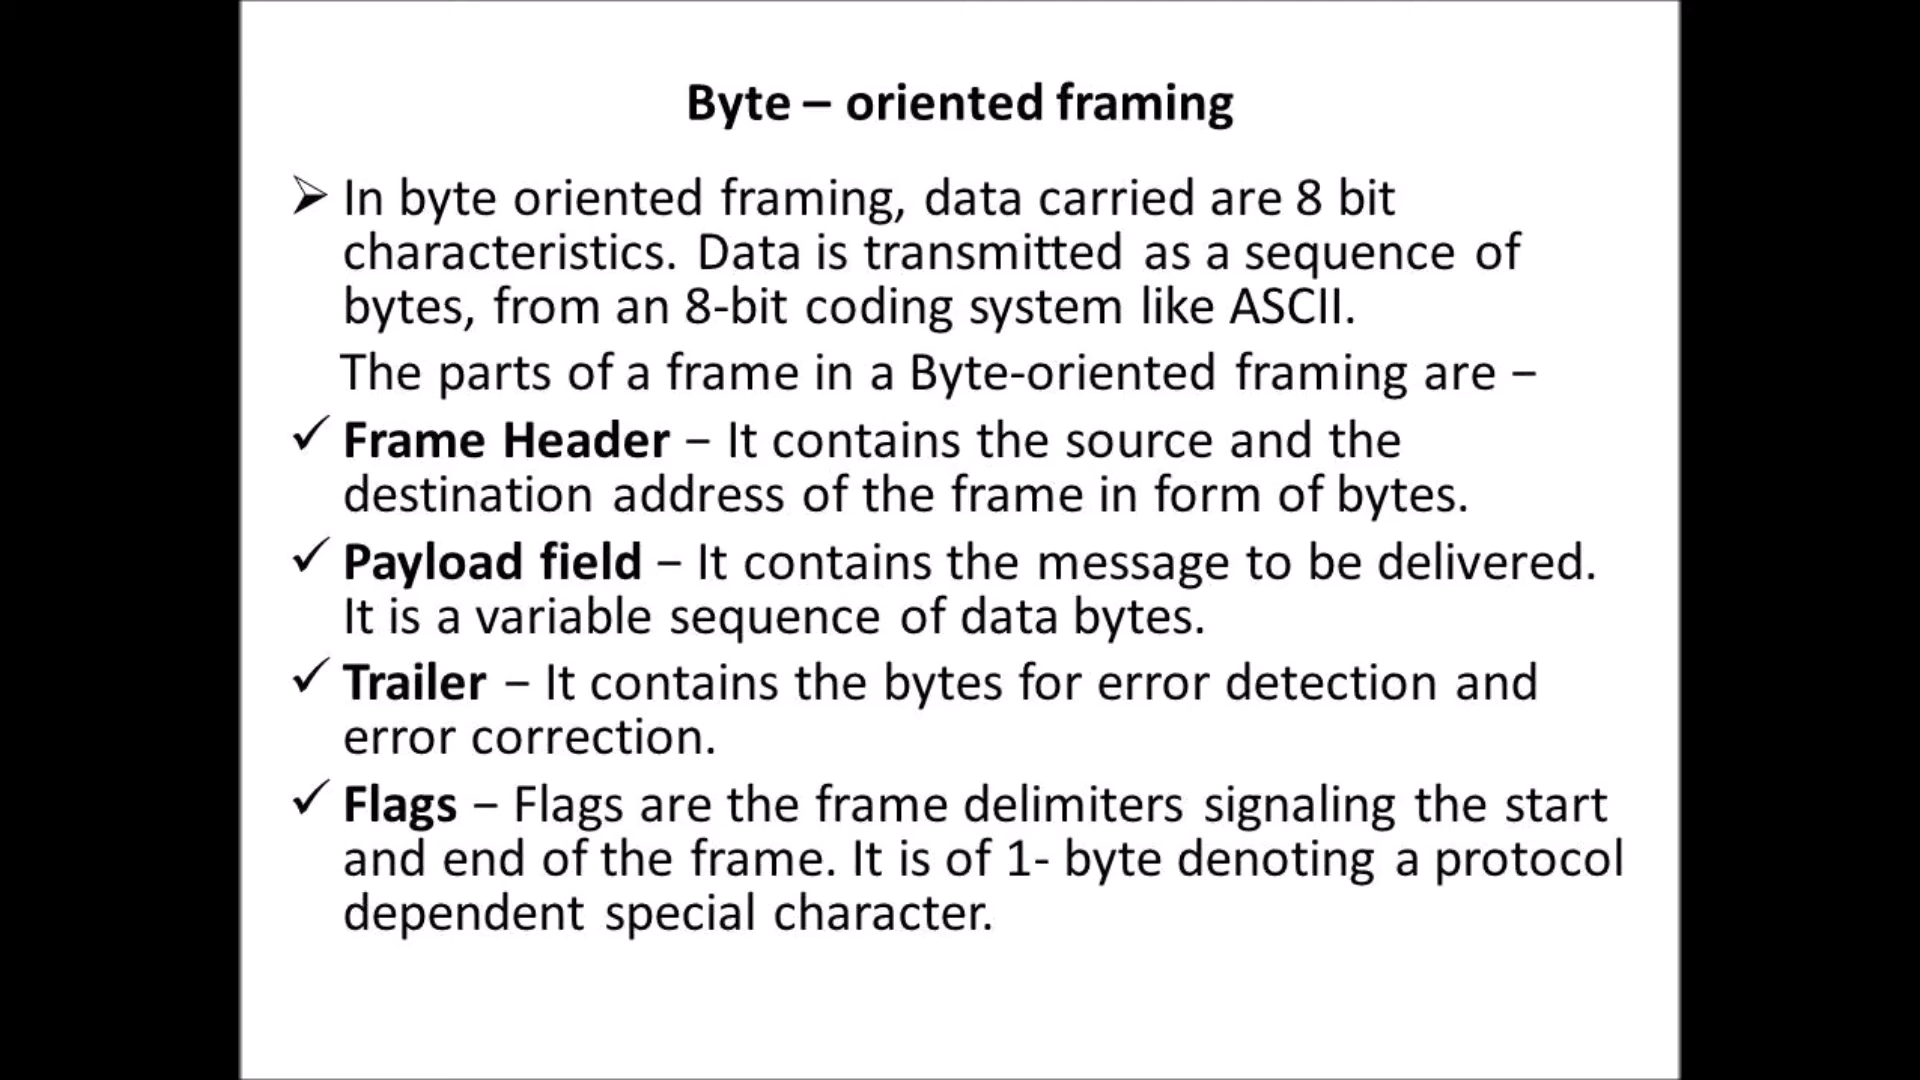 Byte – oriented framing
➢ In byte oriented framing, data carried are 8 bit
characteristics. Data is transmitted as a sequence of
bytes, from an 8-bit coding system like ASCII.
The parts of a frame in a Byte-oriented framing are −
✓ Frame Header − It contains the source and the
destination address of the frame in form of bytes.
✓ Payload field − It contains the message to be delivered.
It is a variable sequence of data bytes.
✓ Trailer − It contains the bytes for error detection and
error correction.
✓ Flags − Flags are the frame delimiters signaling the start
and end of the frame. It is of 1- byte denoting a protocol
dependent special character.